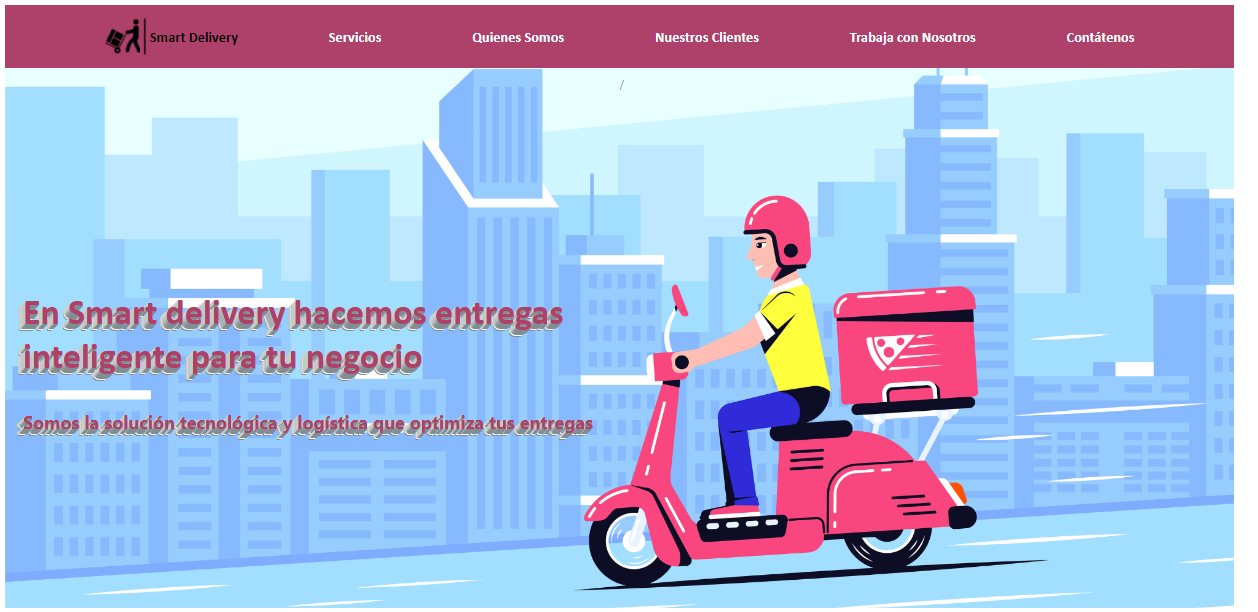 Smart Delivery Servicios Quienes Somos Nuestros Clientes Trabaja con Nosotros Contátenos
/
En Smart delivery hacemos entregas
inteligente para tu negocio
Somos la solución tecnológica y logística que optimiza tus entregas